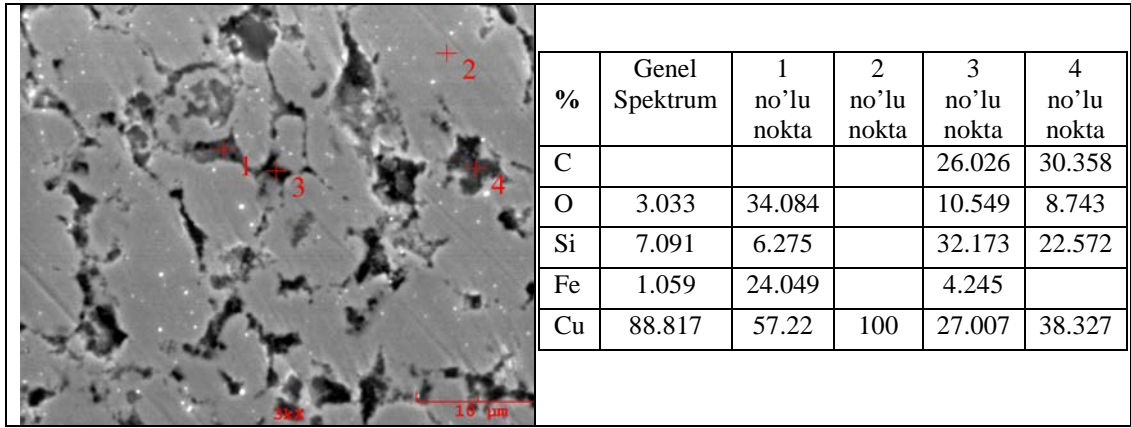 2
1
3
4
3kX
10 µm
Genel 1 2 3 4
% Spektrum no’lu no’lu no’lu no’lu
nokta nokta nokta nokta
C 26.026 30.358
O 3.033 34.084 10.549 8.743
Si 7.091 6.275 32.173 22.572
Fe 1.059 24.049 4.245
Cu 88.817 57.22 100 27.007 38.327